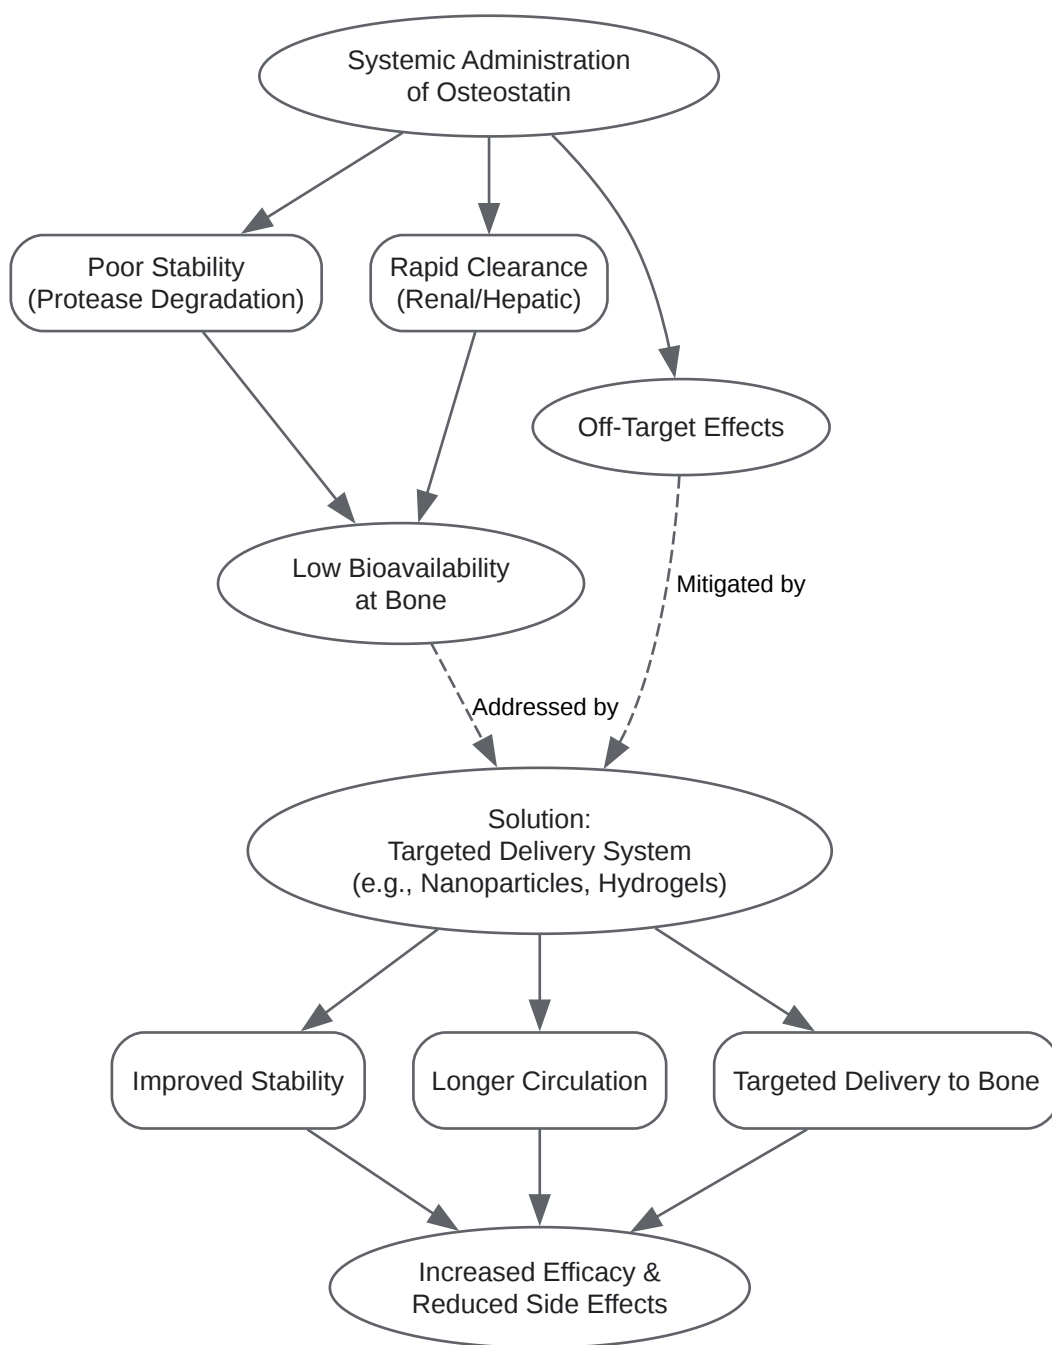 Systemic Administration
of Osteostatin
Poor Stability
(Protease Degradation)
Rapid Clearance
(Renal/Hepatic)
Off-Target Effects
Low Bioavailability
at Bone
Mitigated by
Addressed by
Solution:
Targeted Delivery System
(e.g., Nanoparticles, Hydrogels)
Improved Stability
Longer Circulation
Targeted Delivery to Bone
Increased Efficacy &
Reduced Side Effects